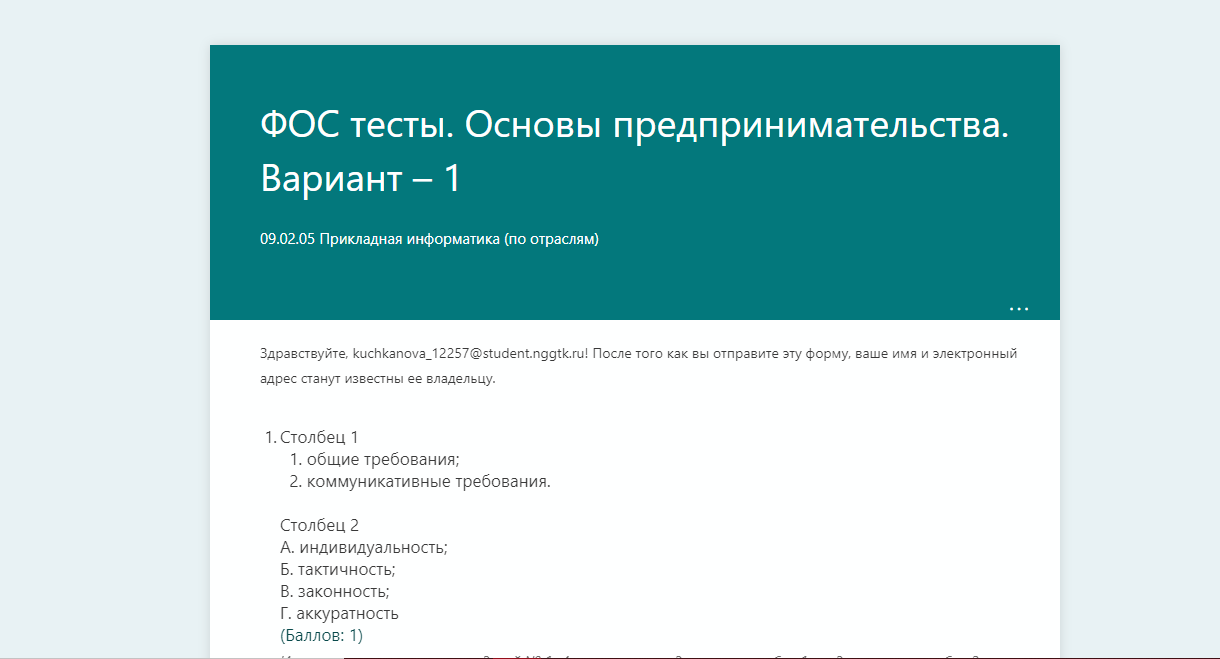 ФОС тесты. Основы предпринимательства.
Вариант – 1
09.02.05 Прикладная информатика (по отраслям)
...
Здравствуйте, kuchkanova_12257@student.nggtk.ru! После того как вы отправите эту форму, ваше имя и электронный
адрес станут известны ее владельцу.
1. Столбец 1
1. общие требования;
2. коммуникативные требования.
Столбец 2
А. индивидуальность;
Б. тактичность;
В. законность;
Г. аккуратность
(Баллов: 1)